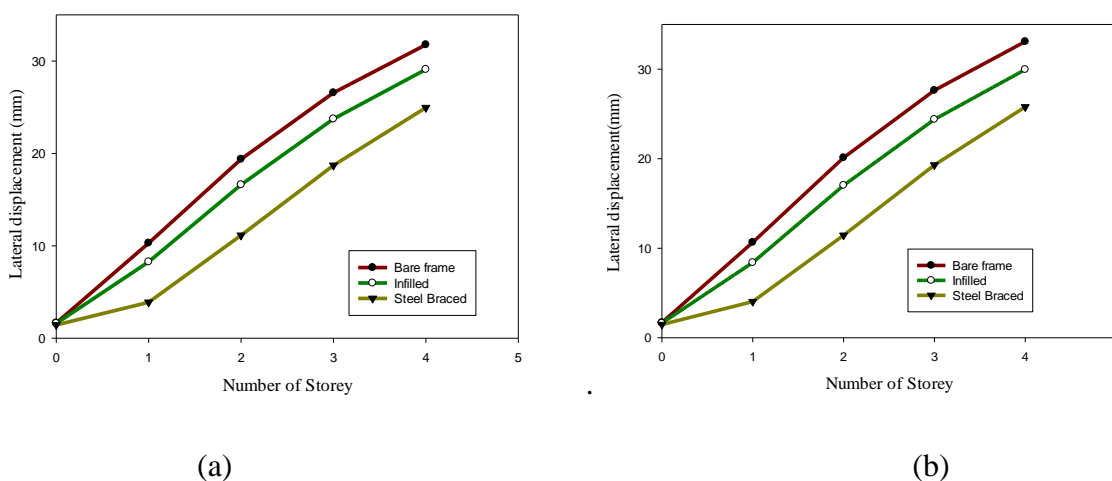 Lateral displacement (mm)
30
20
10
0
0 1 2 3 4 5
Number of Storey
Bare frame
Infilled
Steel Braced
(a)
.
Lateral displacement(mm)
30
20
10
0
0 1 2 3 4
Number of Storey
Bare frame
Infilled
Steel Braced
(b)